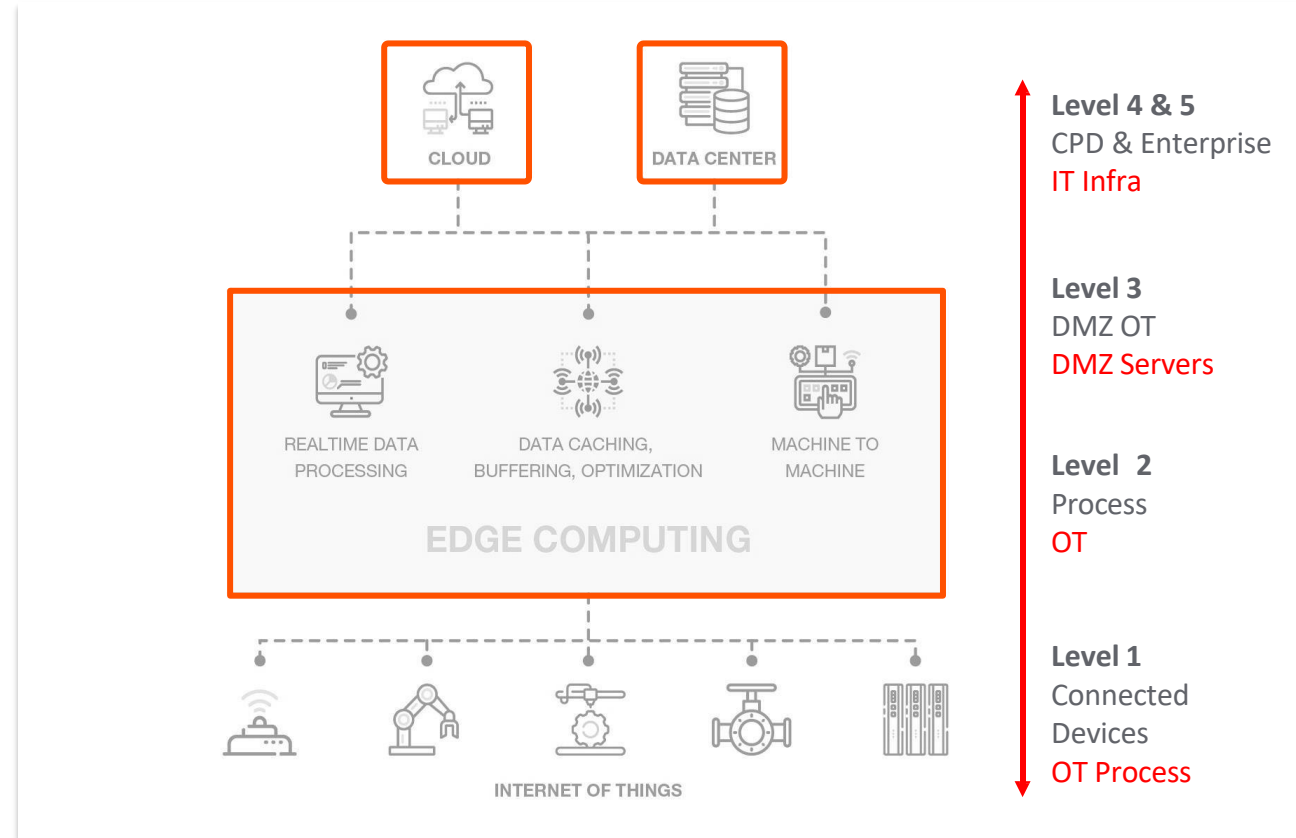 CLOUD
DATA CENTER
Level 4 & 5
CPD & Enterprise
IT Infra
Level 3
DMZ OT
DMZ Servers
REALTIME DATA
PROCESSING
DATA CACHING,
BUFFERING, OPTIMIZATION
MACHINE TO
MACHINE
EDGE COMPUTING
Level 2
Process
OT
Level 1
Connected
Devices
OT Process
INTERNET OF THINGS